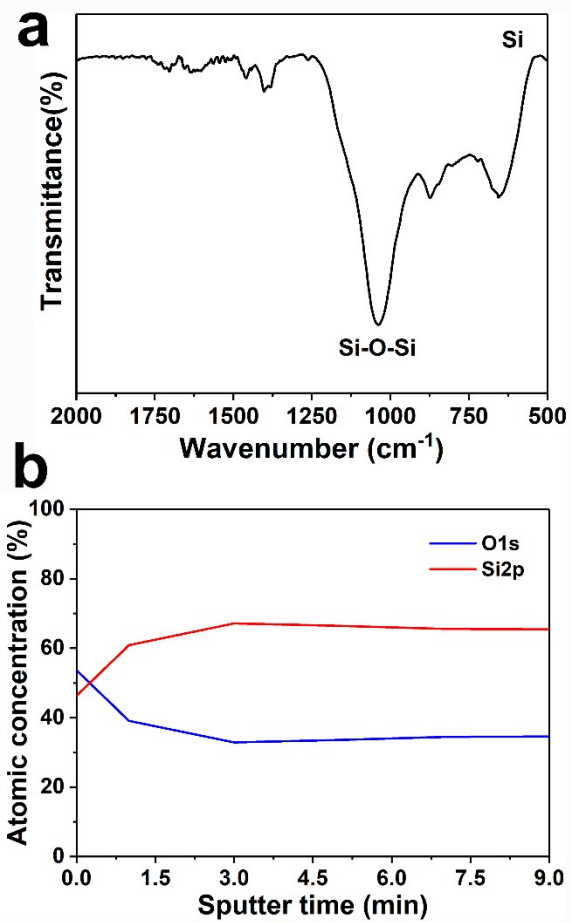 a
Si
Transmittance(%)
Si-O-Si
2000 1750 1500 1250 1000 750 500
Wavenumber (cm⁻¹)
b
100
80
60
40
20
0
O1s
Si2p
Atomic concentration (%)
0.0 1.5 3.0 4.5 6.0 7.5 9.0
Sputter time (min)